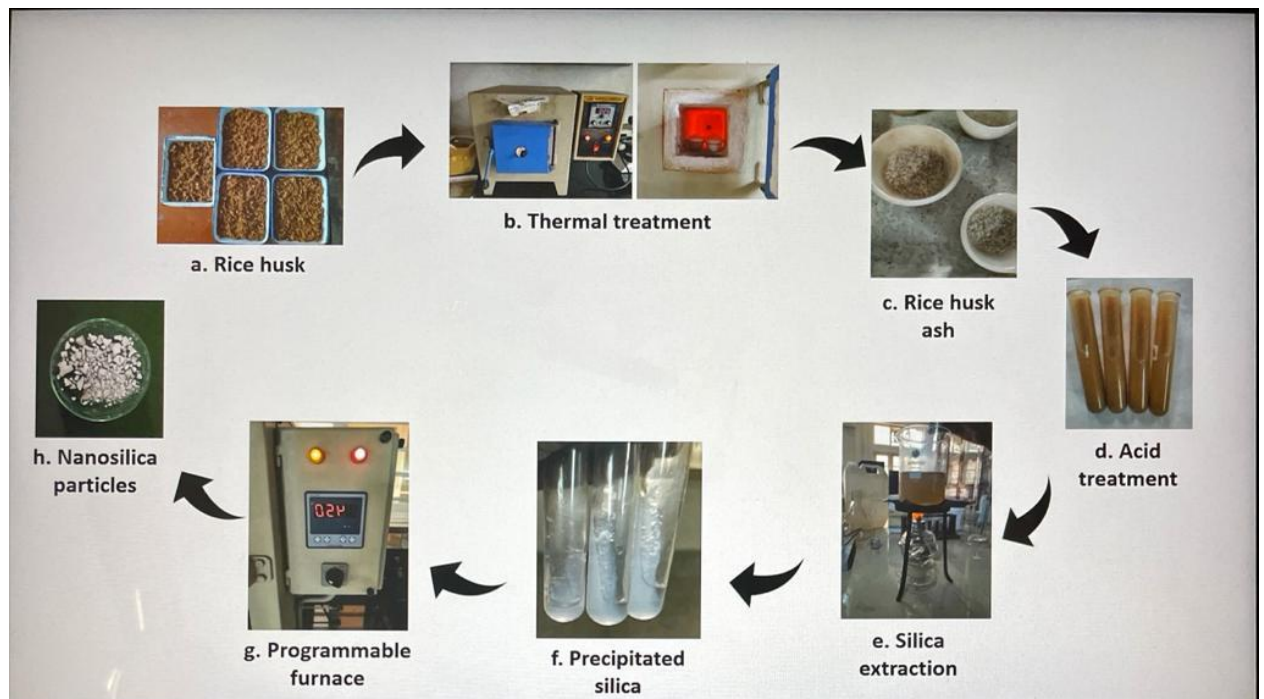 a. Rice husk
b. Thermal treatment
c. Rice husk
ash
d. Acid
treatment
e. Silica
extraction
f. Precipitated
silica
g. Programmable
furnace
h. Nanosilica
particles